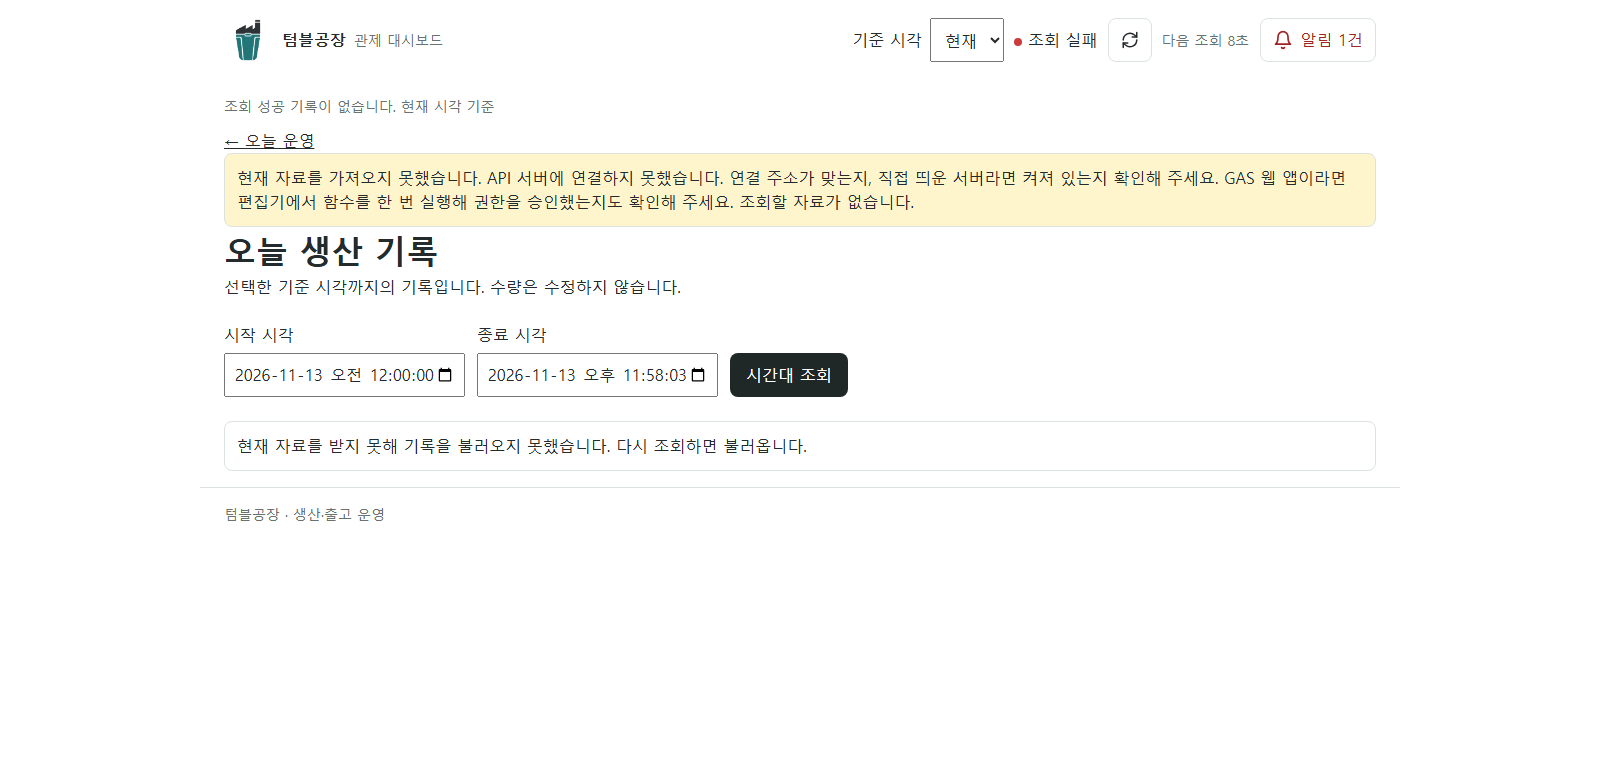 텀블공장 관제 대시보드
기준 시각 현재 조회 실패 다음 조회 8초 알림 1건
조회 성공 기록이 없습니다. 현재 시각 기준
← 오늘 운영
현재 자료를 가져오지 못했습니다. API 서버에 연결하지 못했습니다. 연결 주소가 맞는지, 직접 띄운 서버라면 켜져 있는지 확인해 주세요. GAS 웹 앱이라면
편집기에서 함수를 한 번 실행해 권한을 승인했는지도 확인해 주세요. 조회할 자료가 없습니다.
오늘 생산 기록
선택한 기준 시각까지의 기록입니다. 수량은 수정하지 않습니다.
시작 시각 종료 시각
2026-11-13 오전 12:00:00 2026-11-13 오후 11:58:03 시간대 조회
현재 자료를 받지 못해 기록을 불러오지 못했습니다. 다시 조회하면 불러옵니다.
텀블공장 · 생산·출고 운영